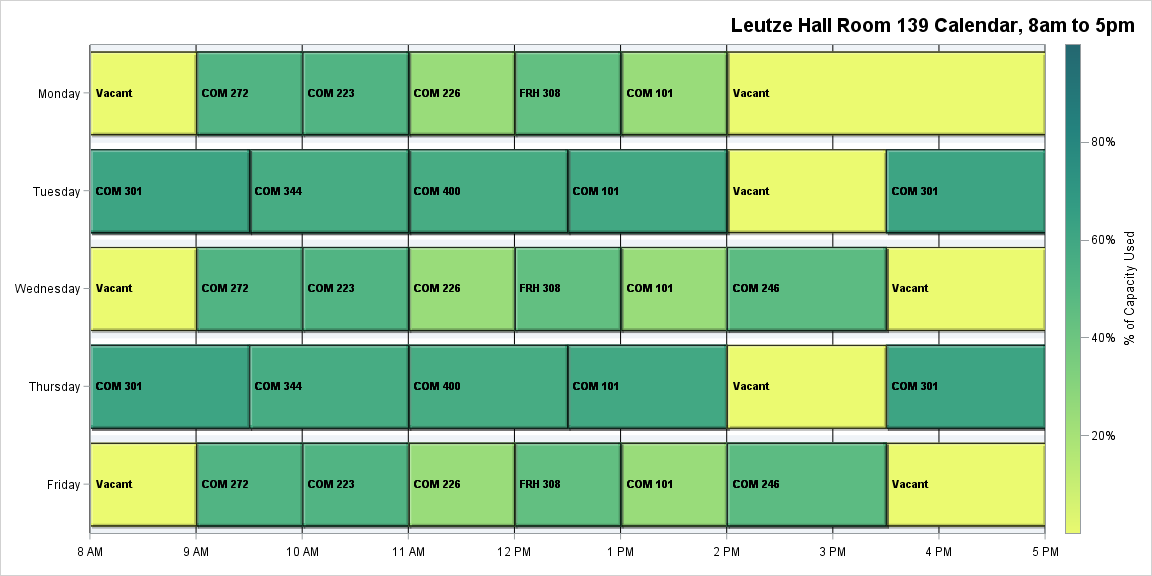 Leutze Hall Room 139 Calendar, 8am to 5pm
Monday
Vacant
COM 272
COM 223
COM 226
FRH 308
COM 101
Vacant
Tuesday
COM 301
COM 344
COM 400
COM 101
Vacant
COM 301
Wednesday
Vacant
COM 272
COM 223
COM 226
FRH 308
COM 101
COM 246
Vacant
Thursday
COM 301
COM 344
COM 400
COM 101
Vacant
COM 301
Friday
Vacant
COM 272
COM 223
COM 226
FRH 308
COM 101
COM 246
Vacant
8 AM
9 AM
10 AM
11 AM
12 PM
1 PM
2 PM
3 PM
4 PM
5 PM
80%
60%
40%
20%
% of Capacity Used